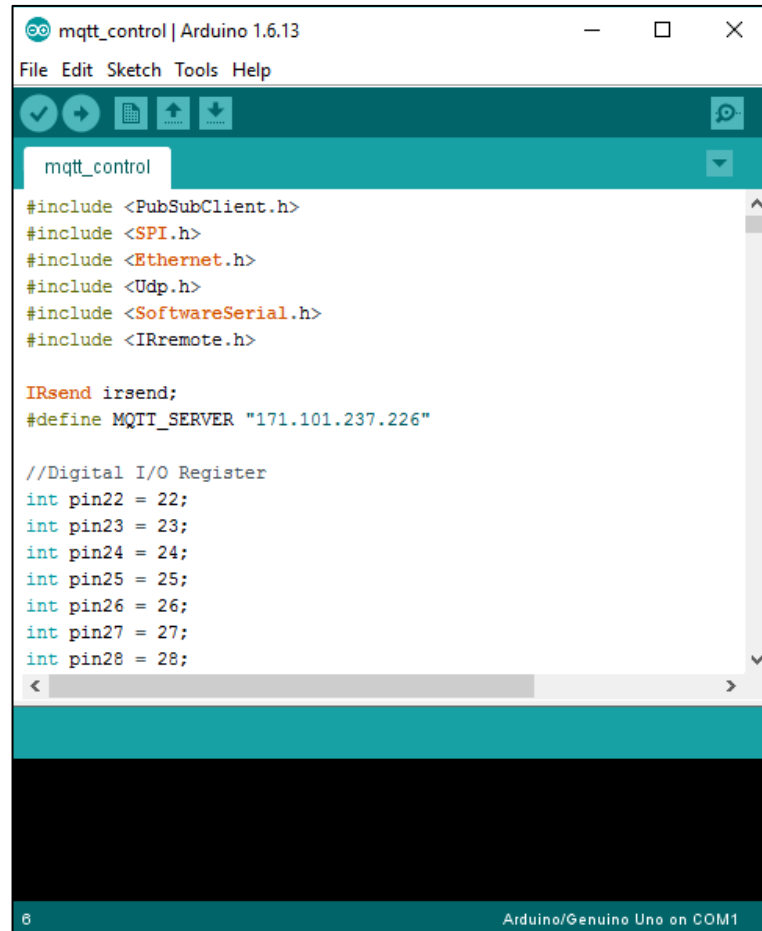 mqtt_control | Arduino 1.6.13
File Edit Sketch Tools Help
mqtt_control
#include <PubSubClient.h>
#include <SPI.h>
#include <Ethernet.h>
#include <Udp.h>
#include <SoftwareSerial.h>
#include <IRremote.h>
IRsend irsend;
#define MQTT_SERVER "171.101.237.226"
//Digital I/O Register
int pin22 = 22;
int pin23 = 23;
int pin24 = 24;
int pin25 = 25;
int pin26 = 26;
int pin27 = 27;
int pin28 = 28;
6 Arduino/Genuino Uno on COM1